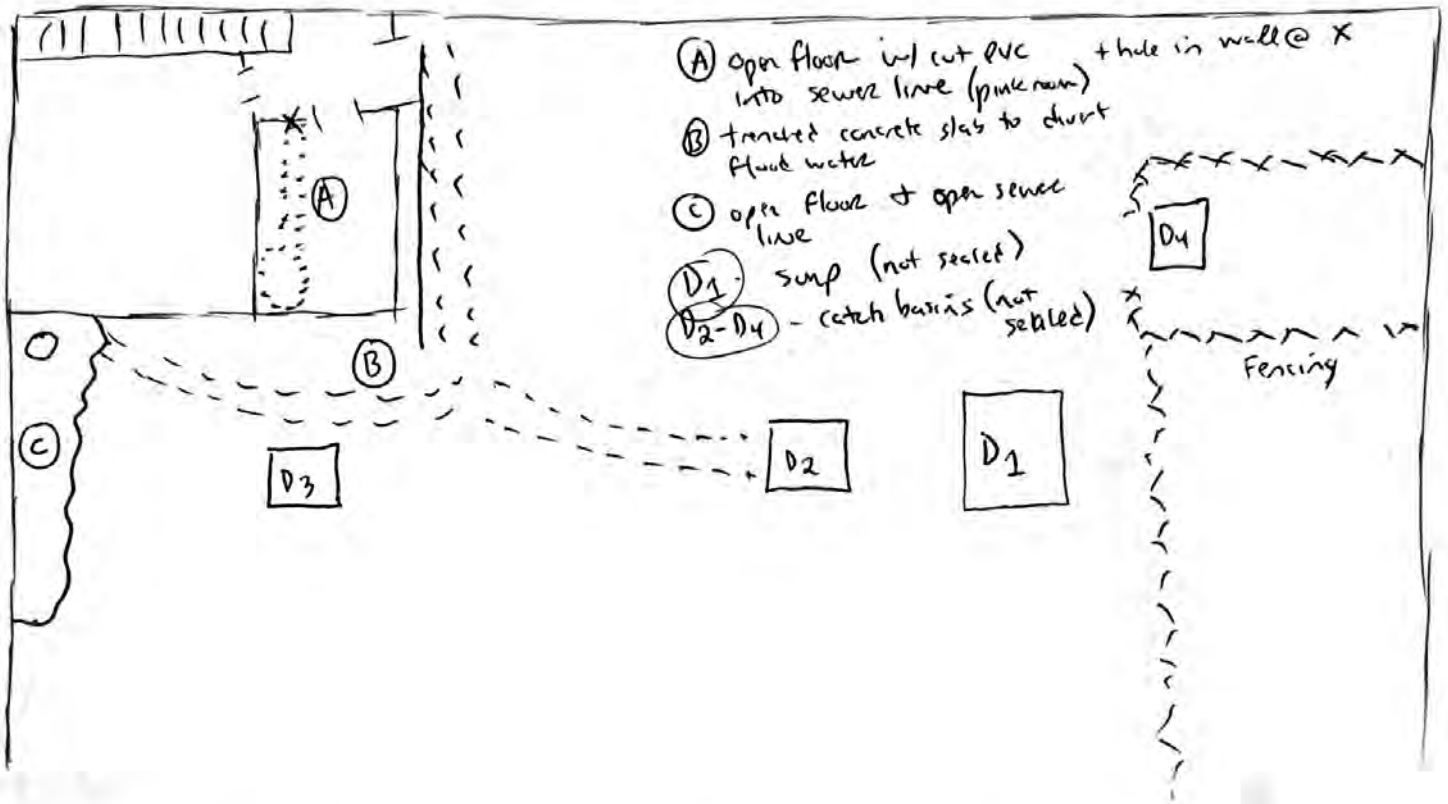 Ⓐ open floor w/ cut PVC + hole in wall @ X
into sewer line (pink room)
Ⓑ trenched concrete slab to divert
flood water
Ⓒ open floor + open sewer
line
D1 - sump (not sealed)
D2-D4 - catch basins (not
sealed)
A
D4
Fencing
B
C
D3
D2
D1